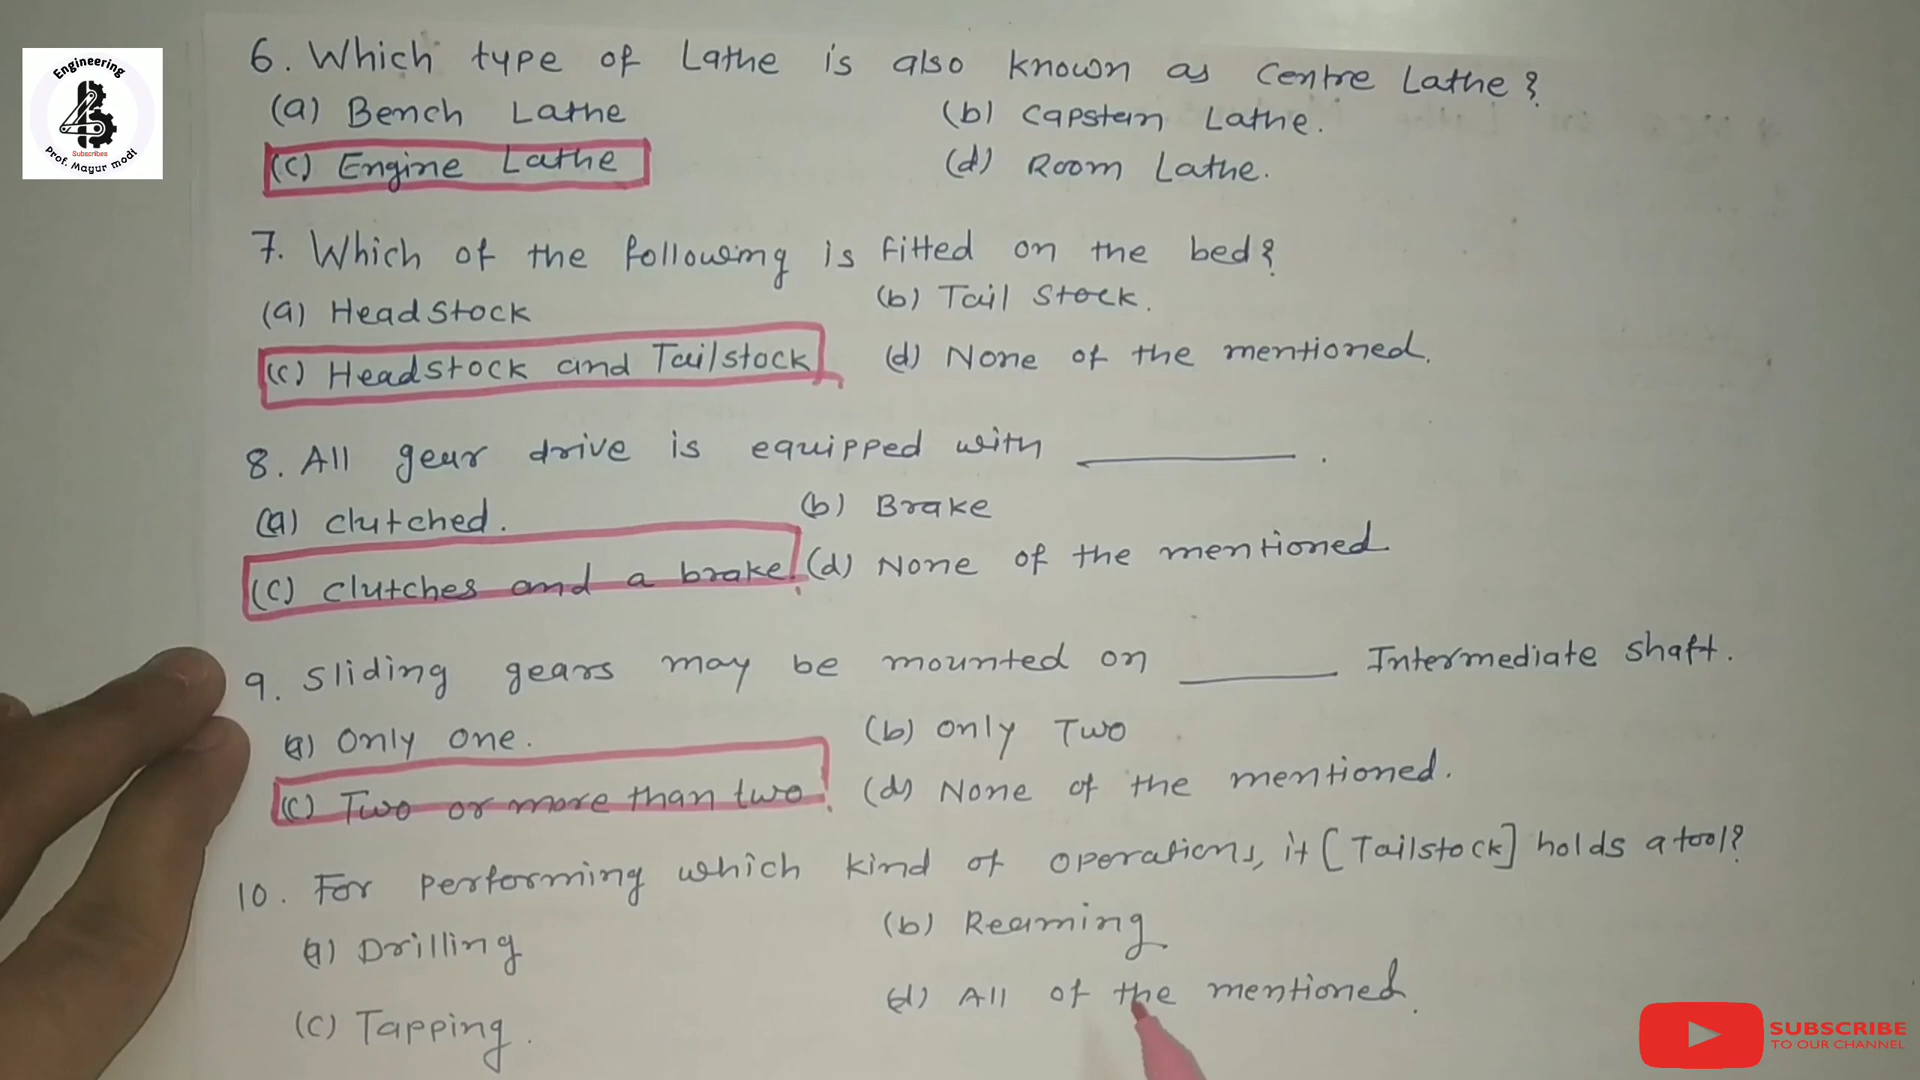 Engineering
Subscribes
Prof. Mayur modi
6. Which type of Lathe is also known as Centre Lathe?
(a) Bench Lathe (b) Capstan Lathe.
(c) Engine Lathe (d) Room Lathe.
7. Which of the following is fitted on the bed?
(a) Headstock (b) Tail Stock.
(c) Headstock and Tailstock (d) None of the mentioned.
8. All gear drive is equipped with ________ .
(a) clutched. (b) Brake
(c) clutches and a brake. (d) None of the mentioned
9. Sliding gears may be mounted on ______ Intermediate shaft.
(a) Only one. (b) Only Two
(c) Two or more than two. (d) None of the mentioned.
10. For performing which kind of operations, it [Tailstock] holds a tool?
(a) Drilling (b) Reaming
(c) Tapping. (d) All of the mentioned.
SUBSCRIBE
TO OUR CHANNEL